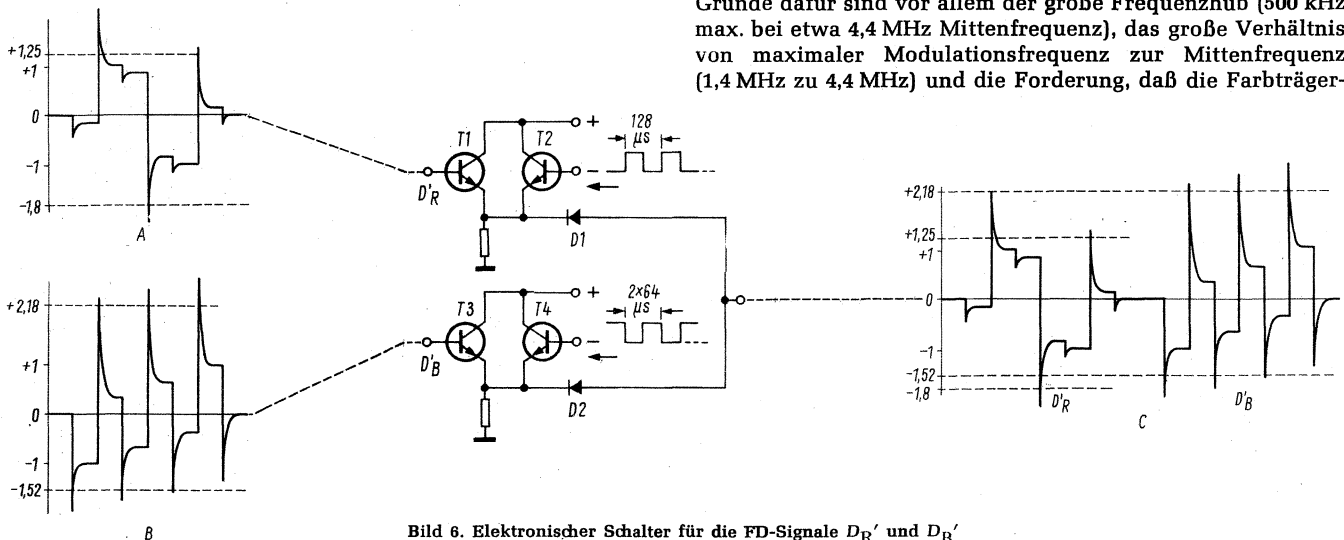 Gründe dafür sind vor allem der große Frequenzhub (500 kHz
max. bei etwa 4,4 MHz Mittenfrequenz), das große Verhältnis
von maximaler Modulationsfrequenz zur Mittenfrequenz
(1,4 MHz zu 4,4 MHz) und die Forderung, daß die Farbträger-
+1,25
+1
0
-1
-1,8
A
D'R
T1
T2
+
−
128
µs
D1
+2,18
+1
0
-1
-1,52
B
D'B
T3
T4
+
−
2×64
µs
D2
+2,18
+1,25
+1
0
-1
-1,52
-1,8
D'R
C
D'B
Bild 6. Elektronischer Schalter für die FD-Signale DR' und DB'